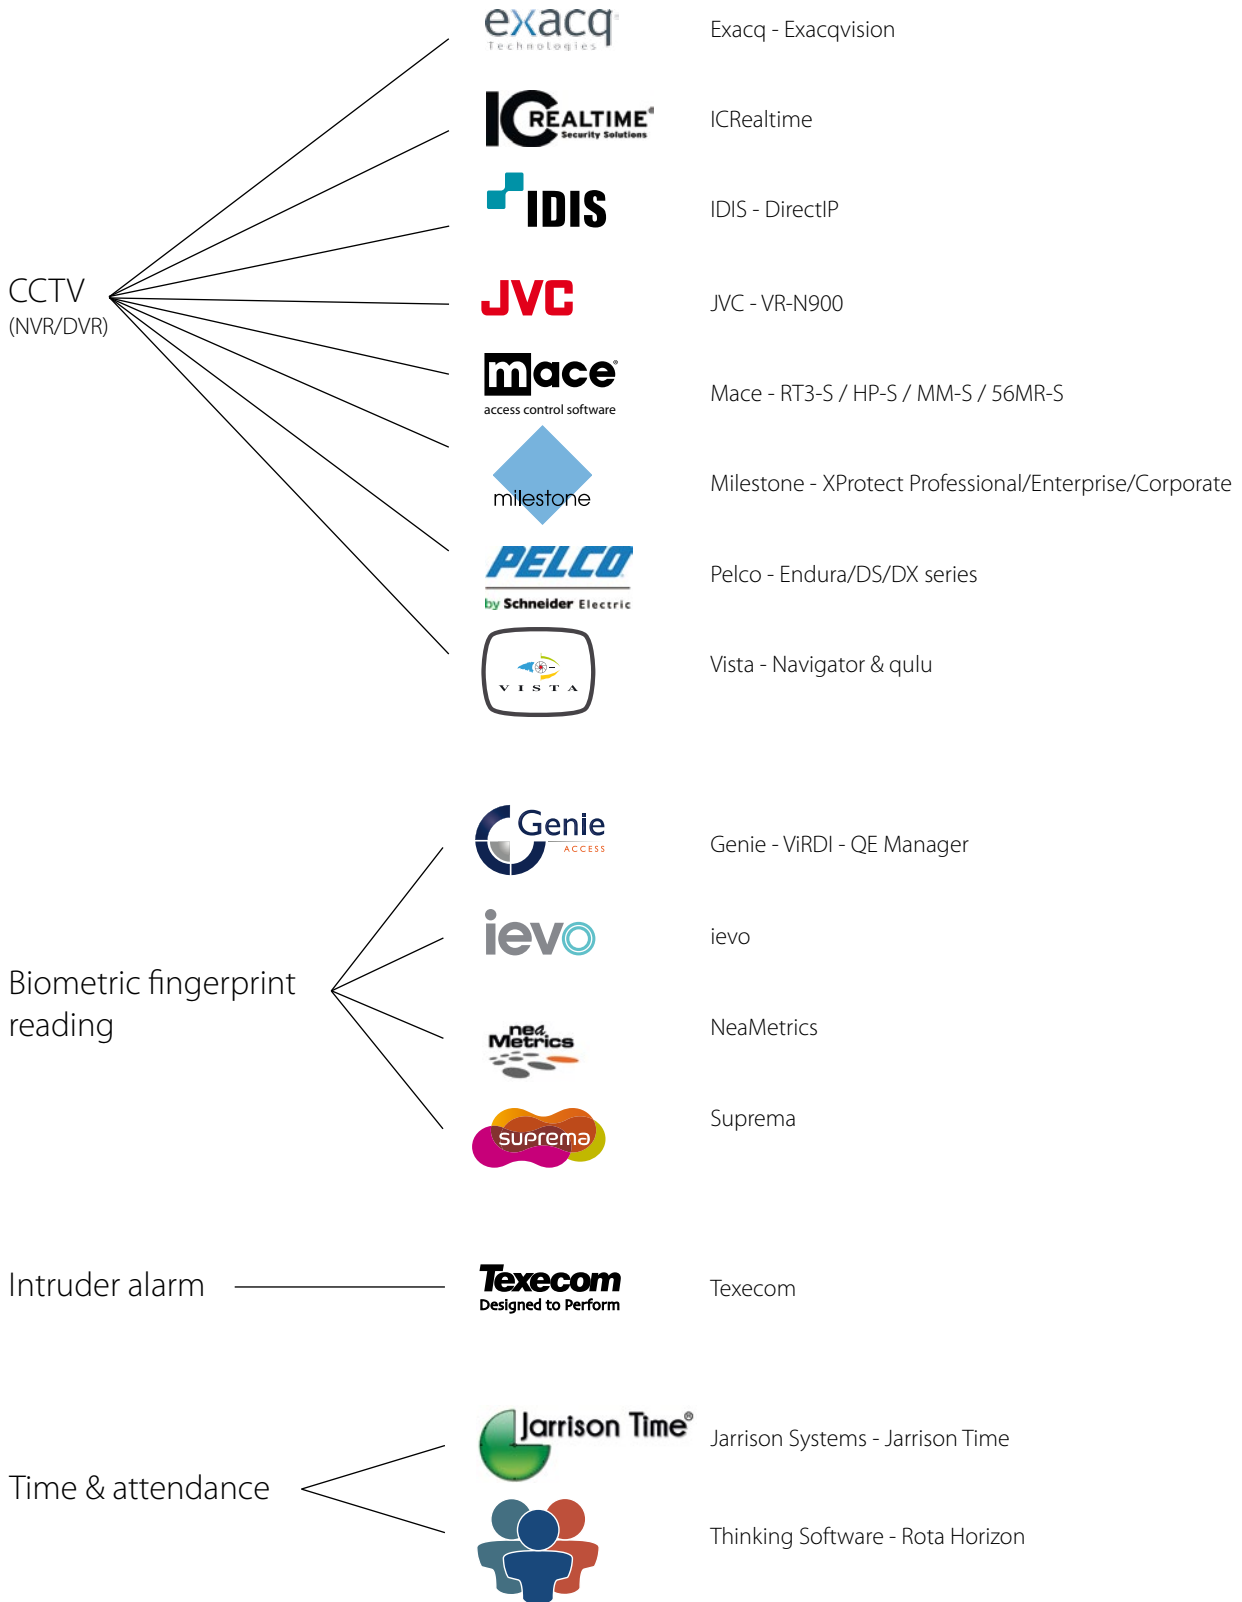 exacq
Technologies
Exacq - Exacqvision
IC REALTIME®
Security Solutions
ICRealtime
IDIS
IDIS - DirectIP
CCTV
(NVR/DVR)
JVC
JVC - VR-N900
mace®
access control software
Mace - RT3-S / HP-S / MM-S / 56MR-S
milestone
Milestone - XProtect Professional/Enterprise/Corporate
PELCO
by Schneider Electric
Pelco - Endura/DS/DX series
VISTA
Vista - Navigator & qulu
Genie
ACCESS
Genie - ViRDI - QE Manager
ievo
ievo
Biometric fingerprint
reading
nea
Metrics
NeaMetrics
suprema
Suprema
Intruder alarm
Texecom
Designed to Perform
Texecom
Jarrison Time®
Jarrison Systems - Jarrison Time
Time & attendance
Thinking Software - Rota Horizon